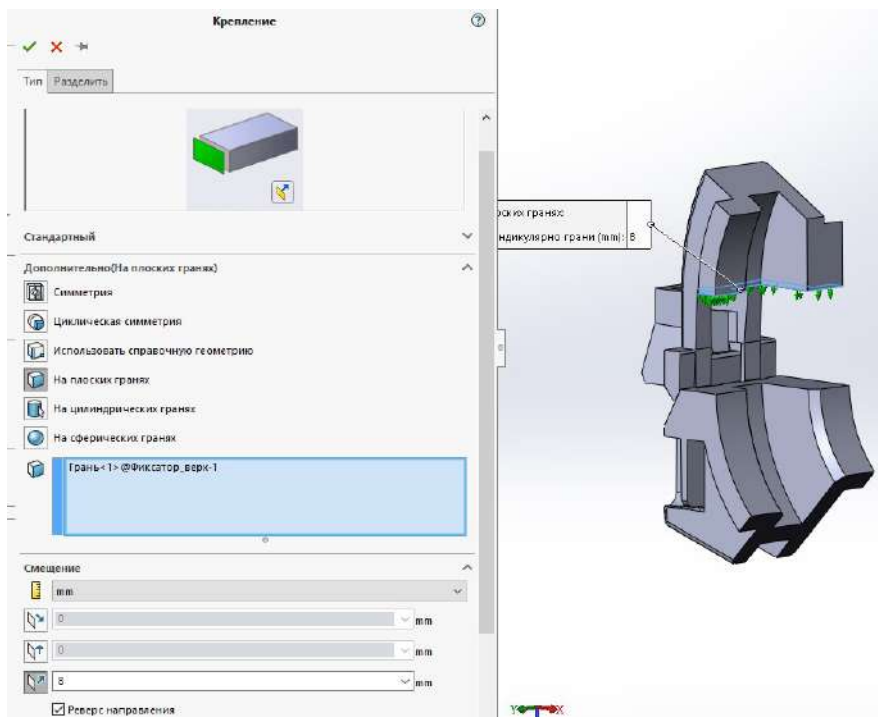 Крепление
Тип Разделить
Стандартный
Дополнительно(На плоских гранях)
Симметрия
Циклическая симметрия
Использовать справочную геометрию
На плоских гранях
На цилиндрических гранях
На сферических гранях
Грань<1>@Фиксатор_верх-1
Смещение
mm
0 mm
0 mm
8 mm
Реверс направления
оских гранях:
ндикулярно грани (mm): 8
Y X